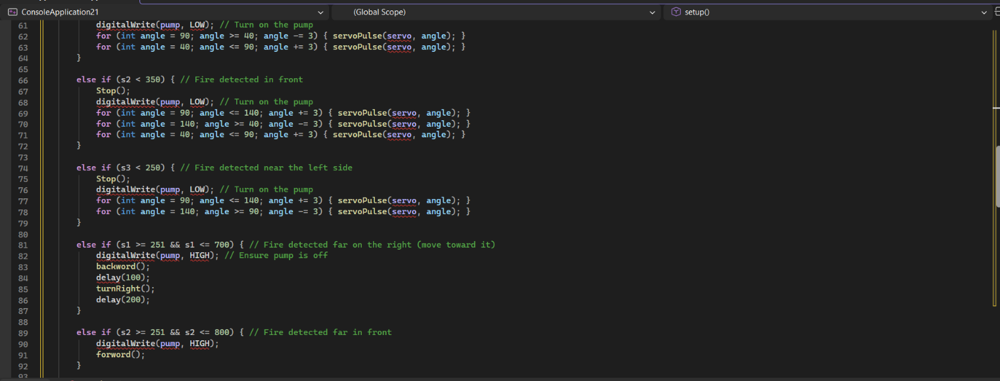 ConsoleApplication21 (Global Scope) setup()
61 digitalWrite(pump, LOW); // Turn on the pump
62 for (int angle = 90; angle >= 40; angle -= 3) { servoPulse(servo, angle); }
63 for (int angle = 40; angle <= 90; angle += 3) { servoPulse(servo, angle); }
64 }
65
66 else if (s2 < 350) { // Fire detected in front
67 Stop();
68 digitalWrite(pump, LOW); // Turn on the pump
69 for (int angle = 90; angle <= 140; angle += 3) { servoPulse(servo, angle); }
70 for (int angle = 140; angle >= 40; angle -= 3) { servoPulse(servo, angle); }
71 for (int angle = 40; angle <= 90; angle += 3) { servoPulse(servo, angle); }
72 }
73
74 else if (s3 < 250) { // Fire detected near the left side
75 Stop();
76 digitalWrite(pump, LOW); // Turn on the pump
77 for (int angle = 90; angle <= 140; angle += 3) { servoPulse(servo, angle); }
78 for (int angle = 140; angle >= 90; angle -= 3) { servoPulse(servo, angle); }
79 }
80
81 else if (s1 >= 251 && s1 <= 700) { // Fire detected far on the right (move toward it)
82 digitalWrite(pump, HIGH); // Ensure pump is off
83 backword();
84 delay(100);
85 turnRight();
86 delay(200);
87 }
88
89 else if (s2 >= 251 && s2 <= 800) { // Fire detected far in front
90 digitalWrite(pump, HIGH);
91 forword();
92 }
93